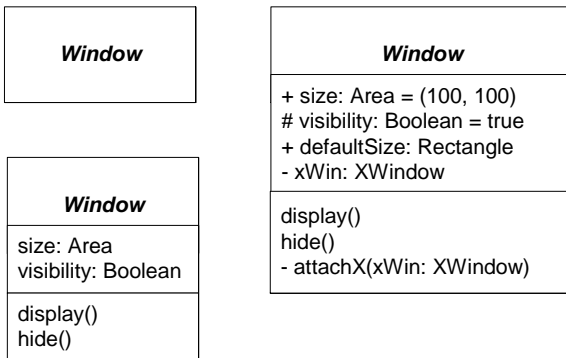 Window
Window
size: Area
visibility: Boolean
display()
hide()
Window
+ size: Area = (100, 100)
# visibility: Boolean = true
+ defaultSize: Rectangle
- xWin: XWindow
display()
hide()
- attachX(xWin: XWindow)